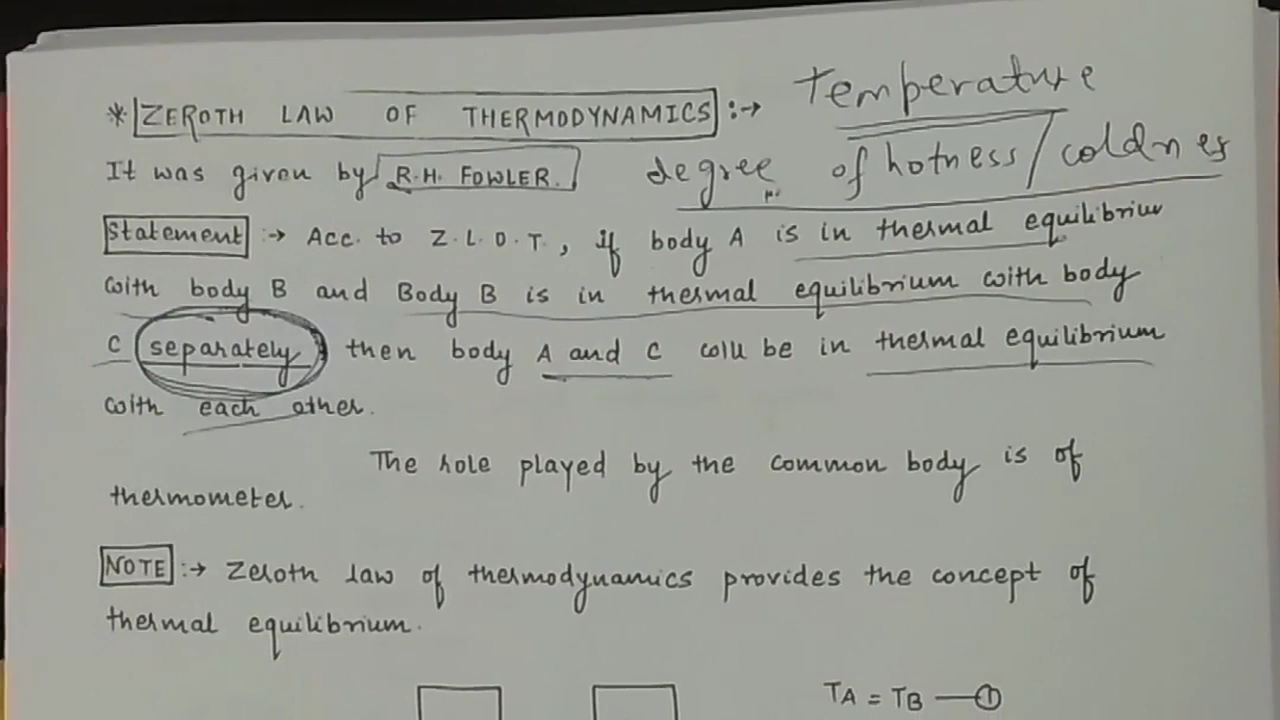 * ZEROTH LAW OF THERMODYNAMICS :→ Temperature
It was given by R.H. FOWLER. degree of hotness / coldnes
Statement :→ Acc. to Z.L.O.T., if body A is in thermal equilibrium
with body B and Body B is in thermal equilibrium with body
C separately then body A and C will be in thermal equilibrium
with each other.
The role played by the common body is of
thermometer.
NOTE :→ Zeroth law of thermodynamics provides the concept of
thermal equilibrium.
TA = TB —①